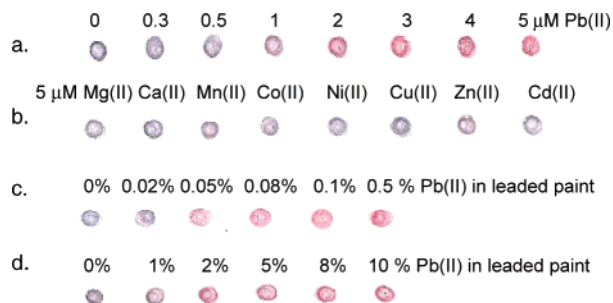 0 0.3 0.5 1 2 3 4 5 μM Pb(II)
a.
5 μM Mg(II) Ca(II) Mn(II) Co(II) Ni(II) Cu(II) Zn(II) Cd(II)
b.
0% 0.02% 0.05% 0.08% 0.1% 0.5 % Pb(II) in leaded paint
c.
0% 1% 2% 5% 8% 10 % Pb(II) in leaded paint
d.